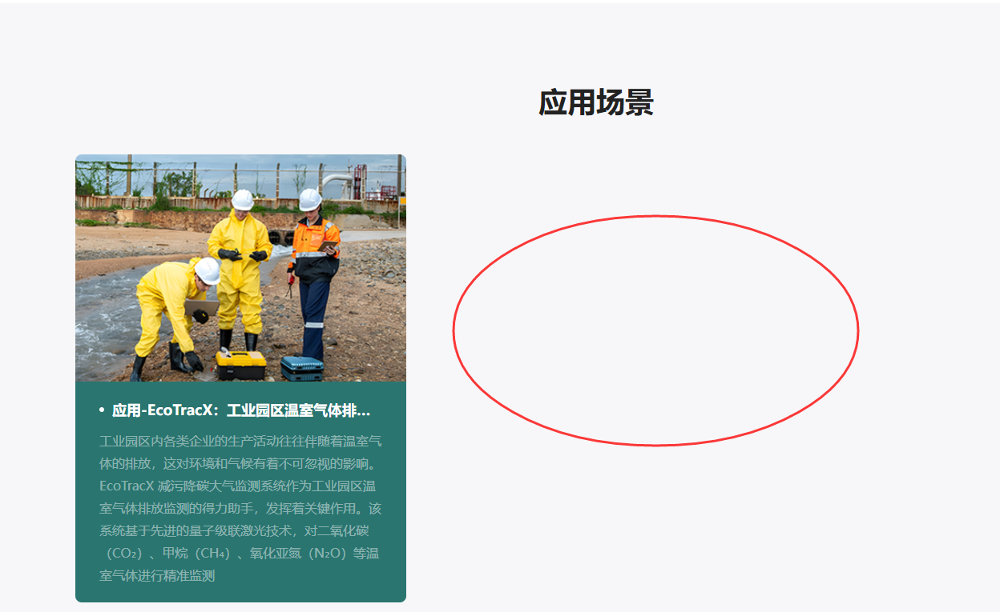 应用场景
• 应用-EcoTracX：工业园区温室气体排...
工业园区内各类企业的生产活动往往伴随着温室气
体的排放，这对环境和气候有着不可忽视的影响。
EcoTracX 减污降碳大气监测系统作为工业园区温
室气体排放监测的得力助手，发挥着关键作用。该
系统基于先进的量子级联激光技术，对二氧化碳
（CO₂）、甲烷（CH₄）、氧化亚氮（N₂O）等温
室气体进行精准监测